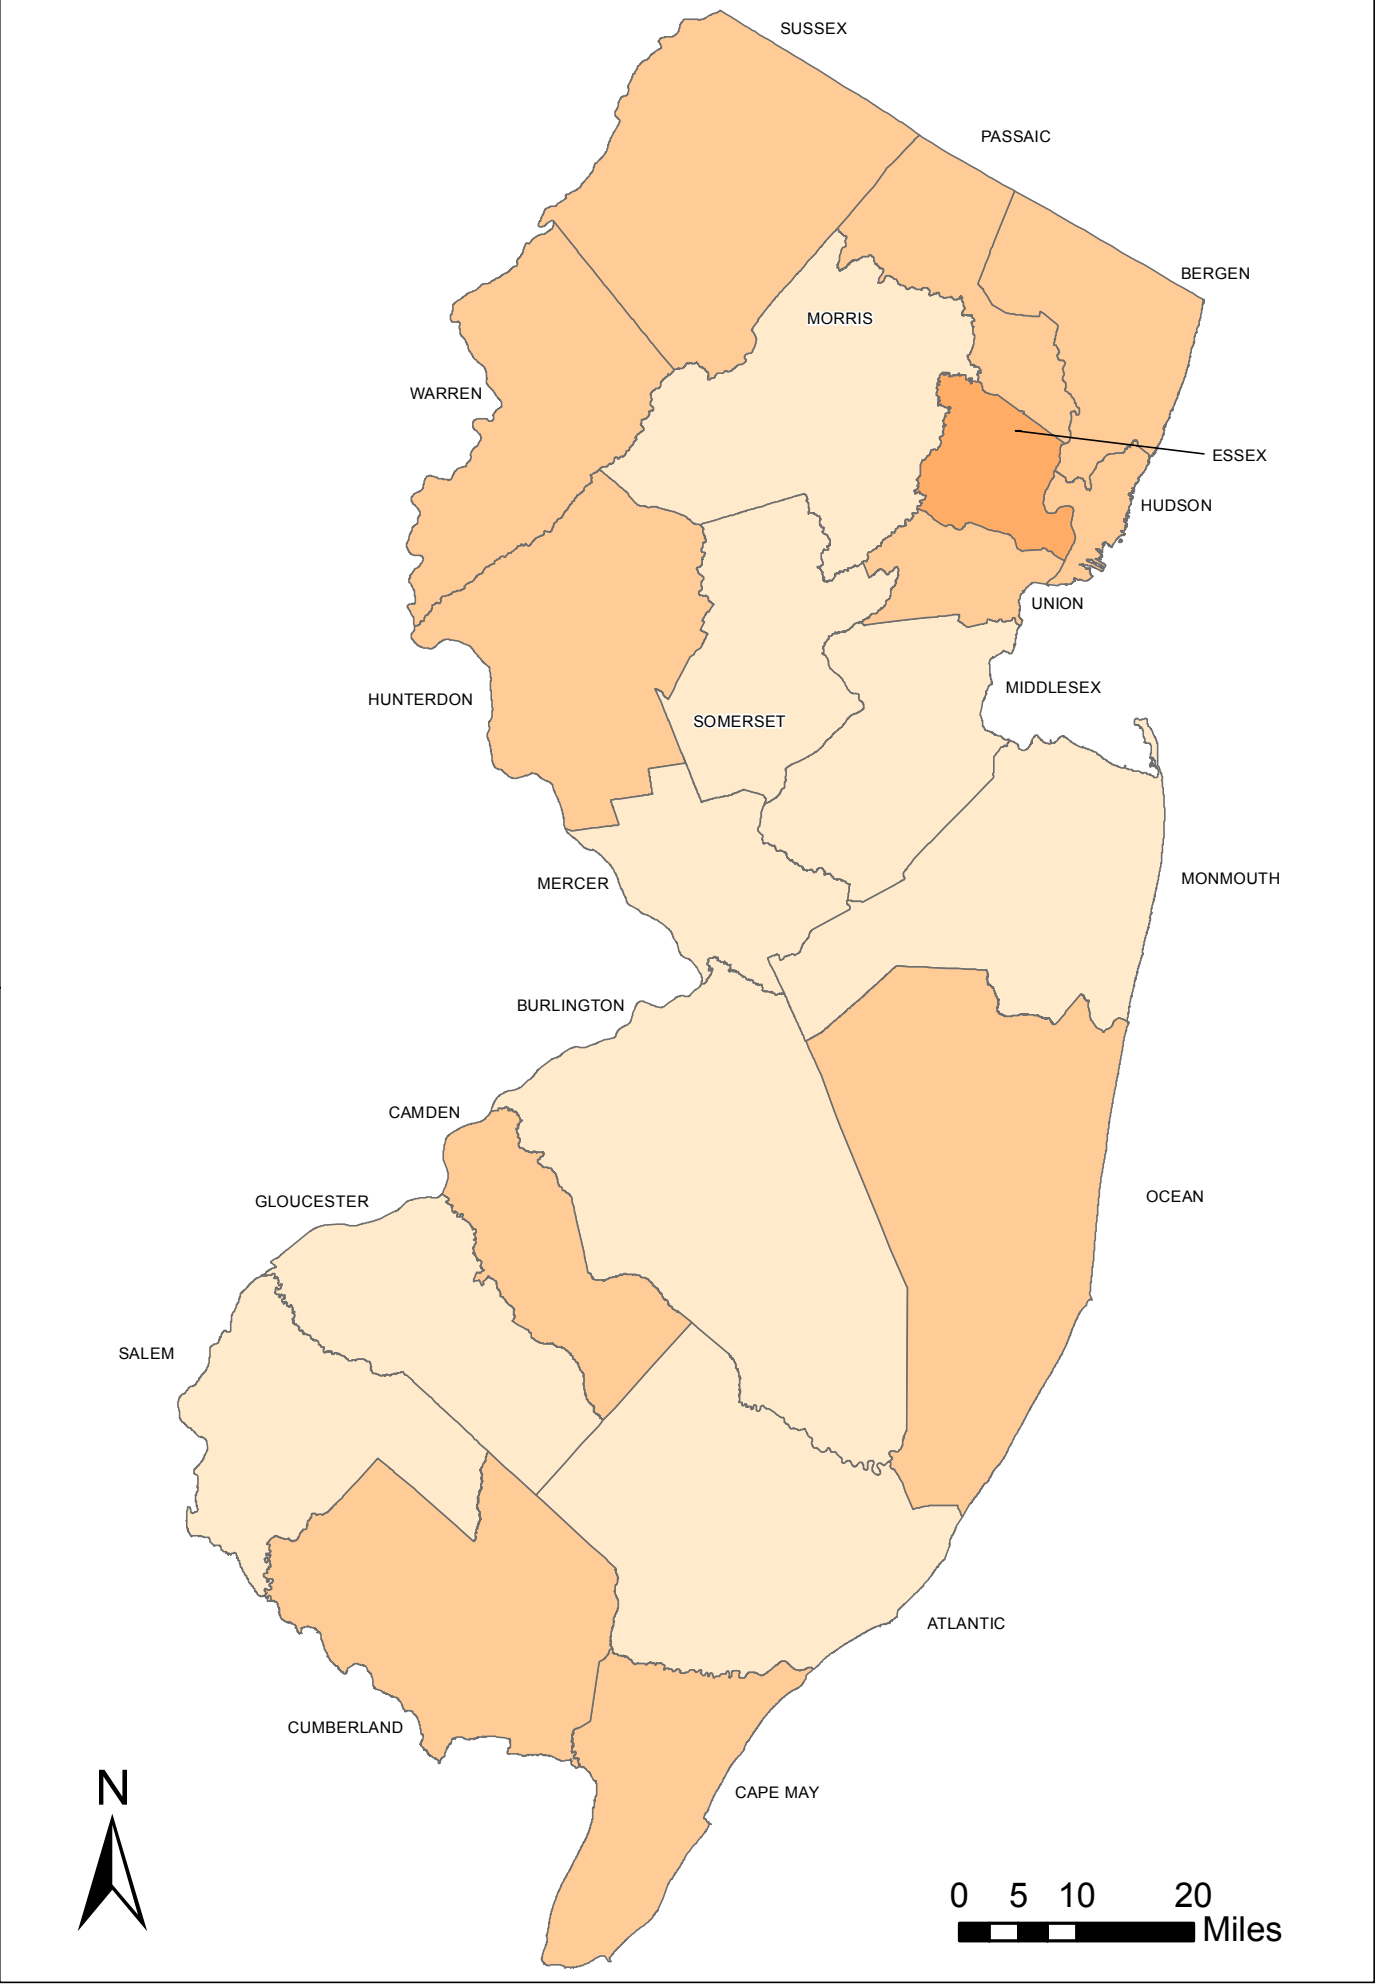 SUSSEX
PASSAIC
BERGEN
MORRIS
WARREN
ESSEX
HUDSON
UNION
MIDDLESEX
HUNTERDON
SOMERSET
MERCER
MONMOUTH
BURLINGTON
CAMDEN
OCEAN
GLOUCESTER
SALEM
ATLANTIC
CUMBERLAND
CAPE MAY
N
0 5 10 20
Miles